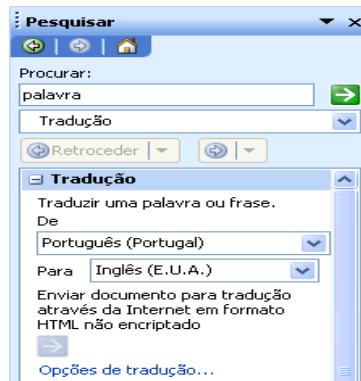 Pesquisar
Procurar:
palavra
Tradução
Retroceder
Tradução
Traduzir uma palavra ou frase.
De
Português (Portugal)
Para Inglês (E.U.A.)
Enviar documento para tradução
através da Internet em formato
HTML não encriptado
Opções de tradução...